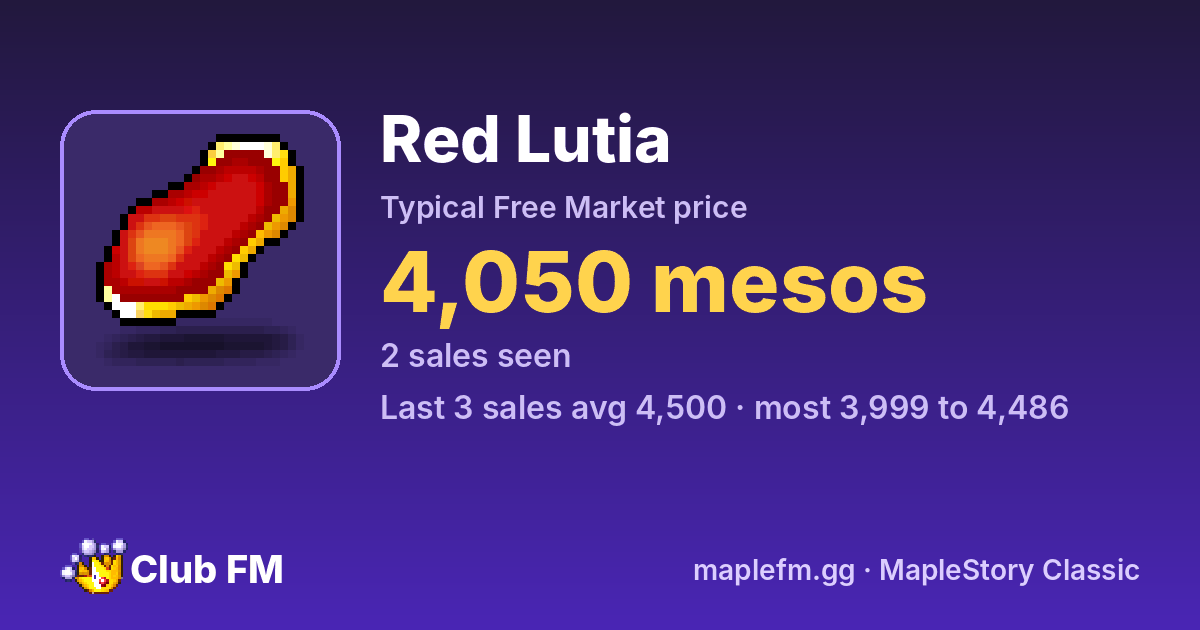 Red Lutia
Typical Free Market price
4,050 mesos
2 sales seen
Last 3 sales avg 4,500 · most 3,999 to 4,486
Club FM
maplefm.gg · MapleStory Classic